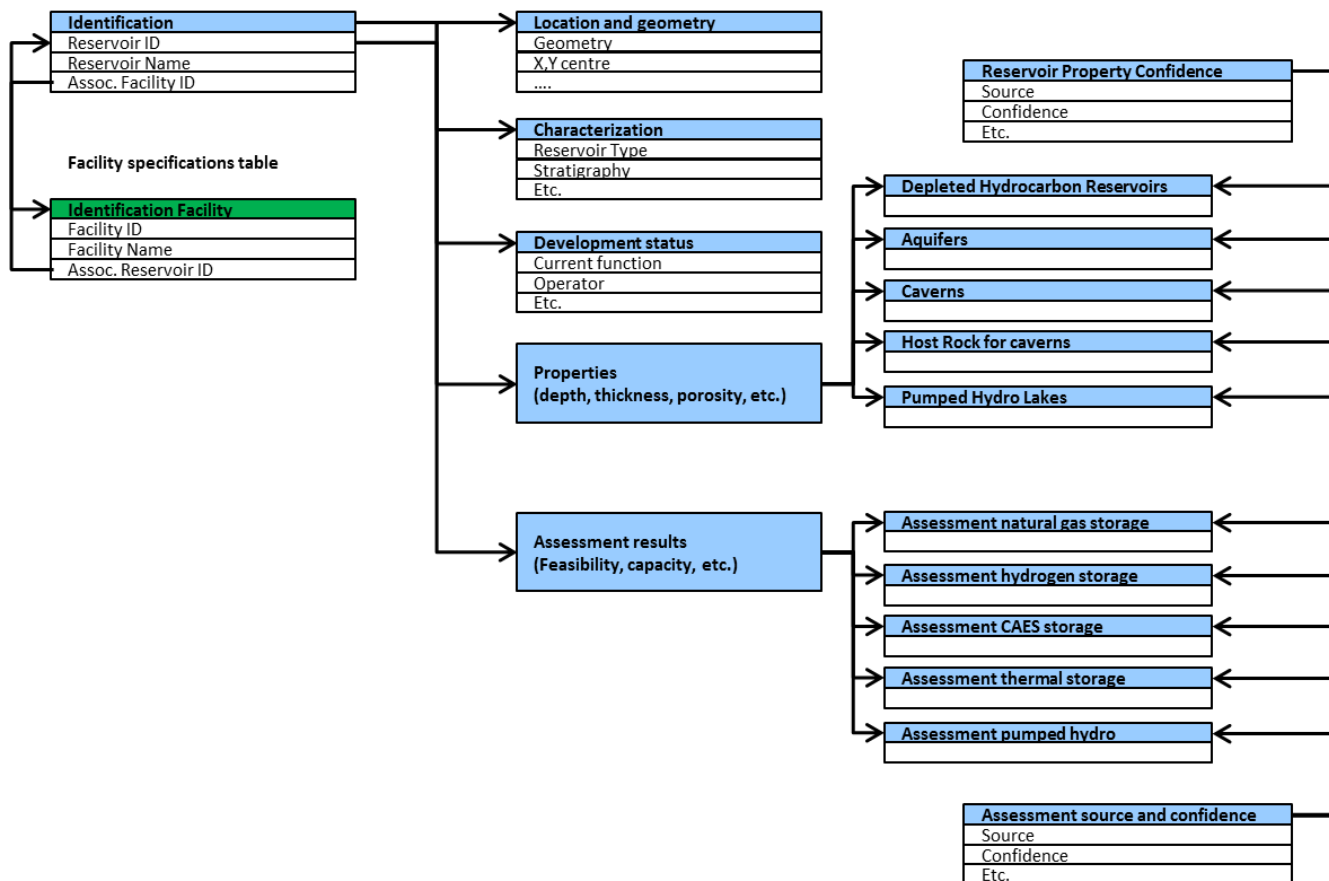 Identification
Reservoir ID
Reservoir Name
Assoc. Facility ID
Facility specifications table
Identification Facility
Facility ID
Facility Name
Assoc. Reservoir ID
Location and geometry
Geometry
X,Y centre
....
Characterization
Reservoir Type
Stratigraphy
Etc.
Development status
Current function
Operator
Etc.
Properties
(depth, thickness, porosity, etc.)
Assessment results
(Feasibility, capacity, etc.)
Reservoir Property Confidence
Source
Confidence
Etc.
Depleted Hydrocarbon Reservoirs
Aquifers
Caverns
Host Rock for caverns
Pumped Hydro Lakes
Assessment natural gas storage
Assessment hydrogen storage
Assessment CAES storage
Assessment thermal storage
Assessment pumped hydro
Assessment source and confidence
Source
Confidence
Etc.